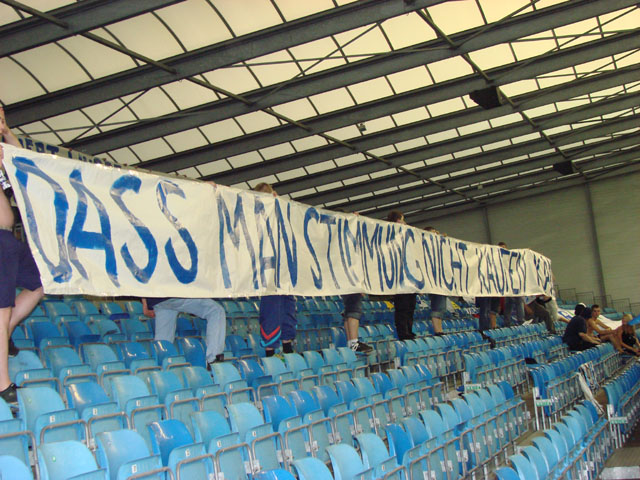 DASS MAN STIMMUNG NICHT KAUFEN